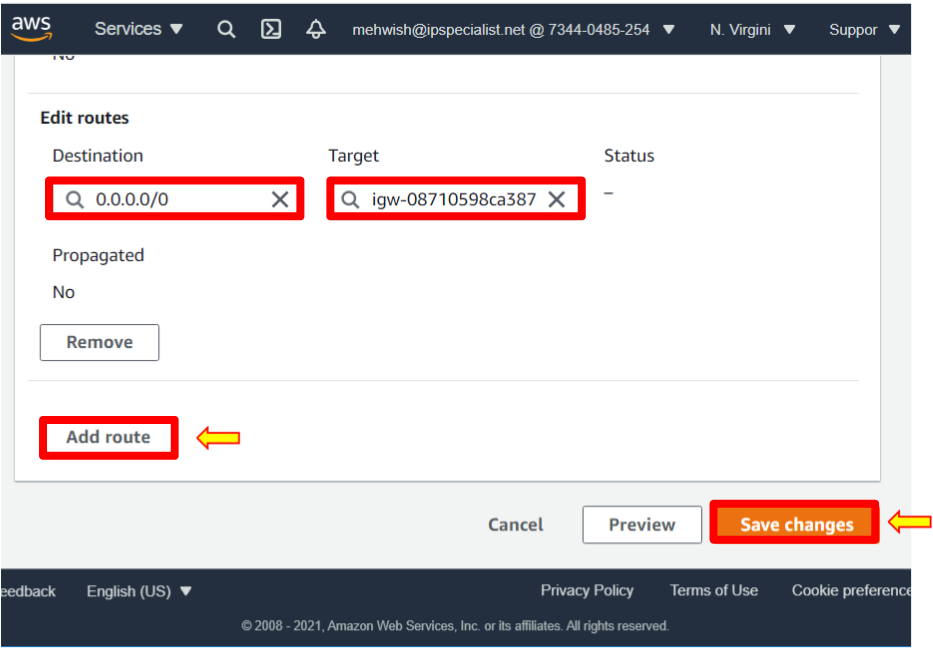 aws Services mehwish@ipspecialist.net @ 7344-0485-254 N. Virgini Suppor
No
Edit routes
Destination Target Status
0.0.0.0/0 igw-08710598ca387 –
Propagated
No
Remove
Add route
Cancel Preview Save changes
eedback English (US) Privacy Policy Terms of Use Cookie preference
© 2008 - 2021, Amazon Web Services, Inc. or its affiliates. All rights reserved.